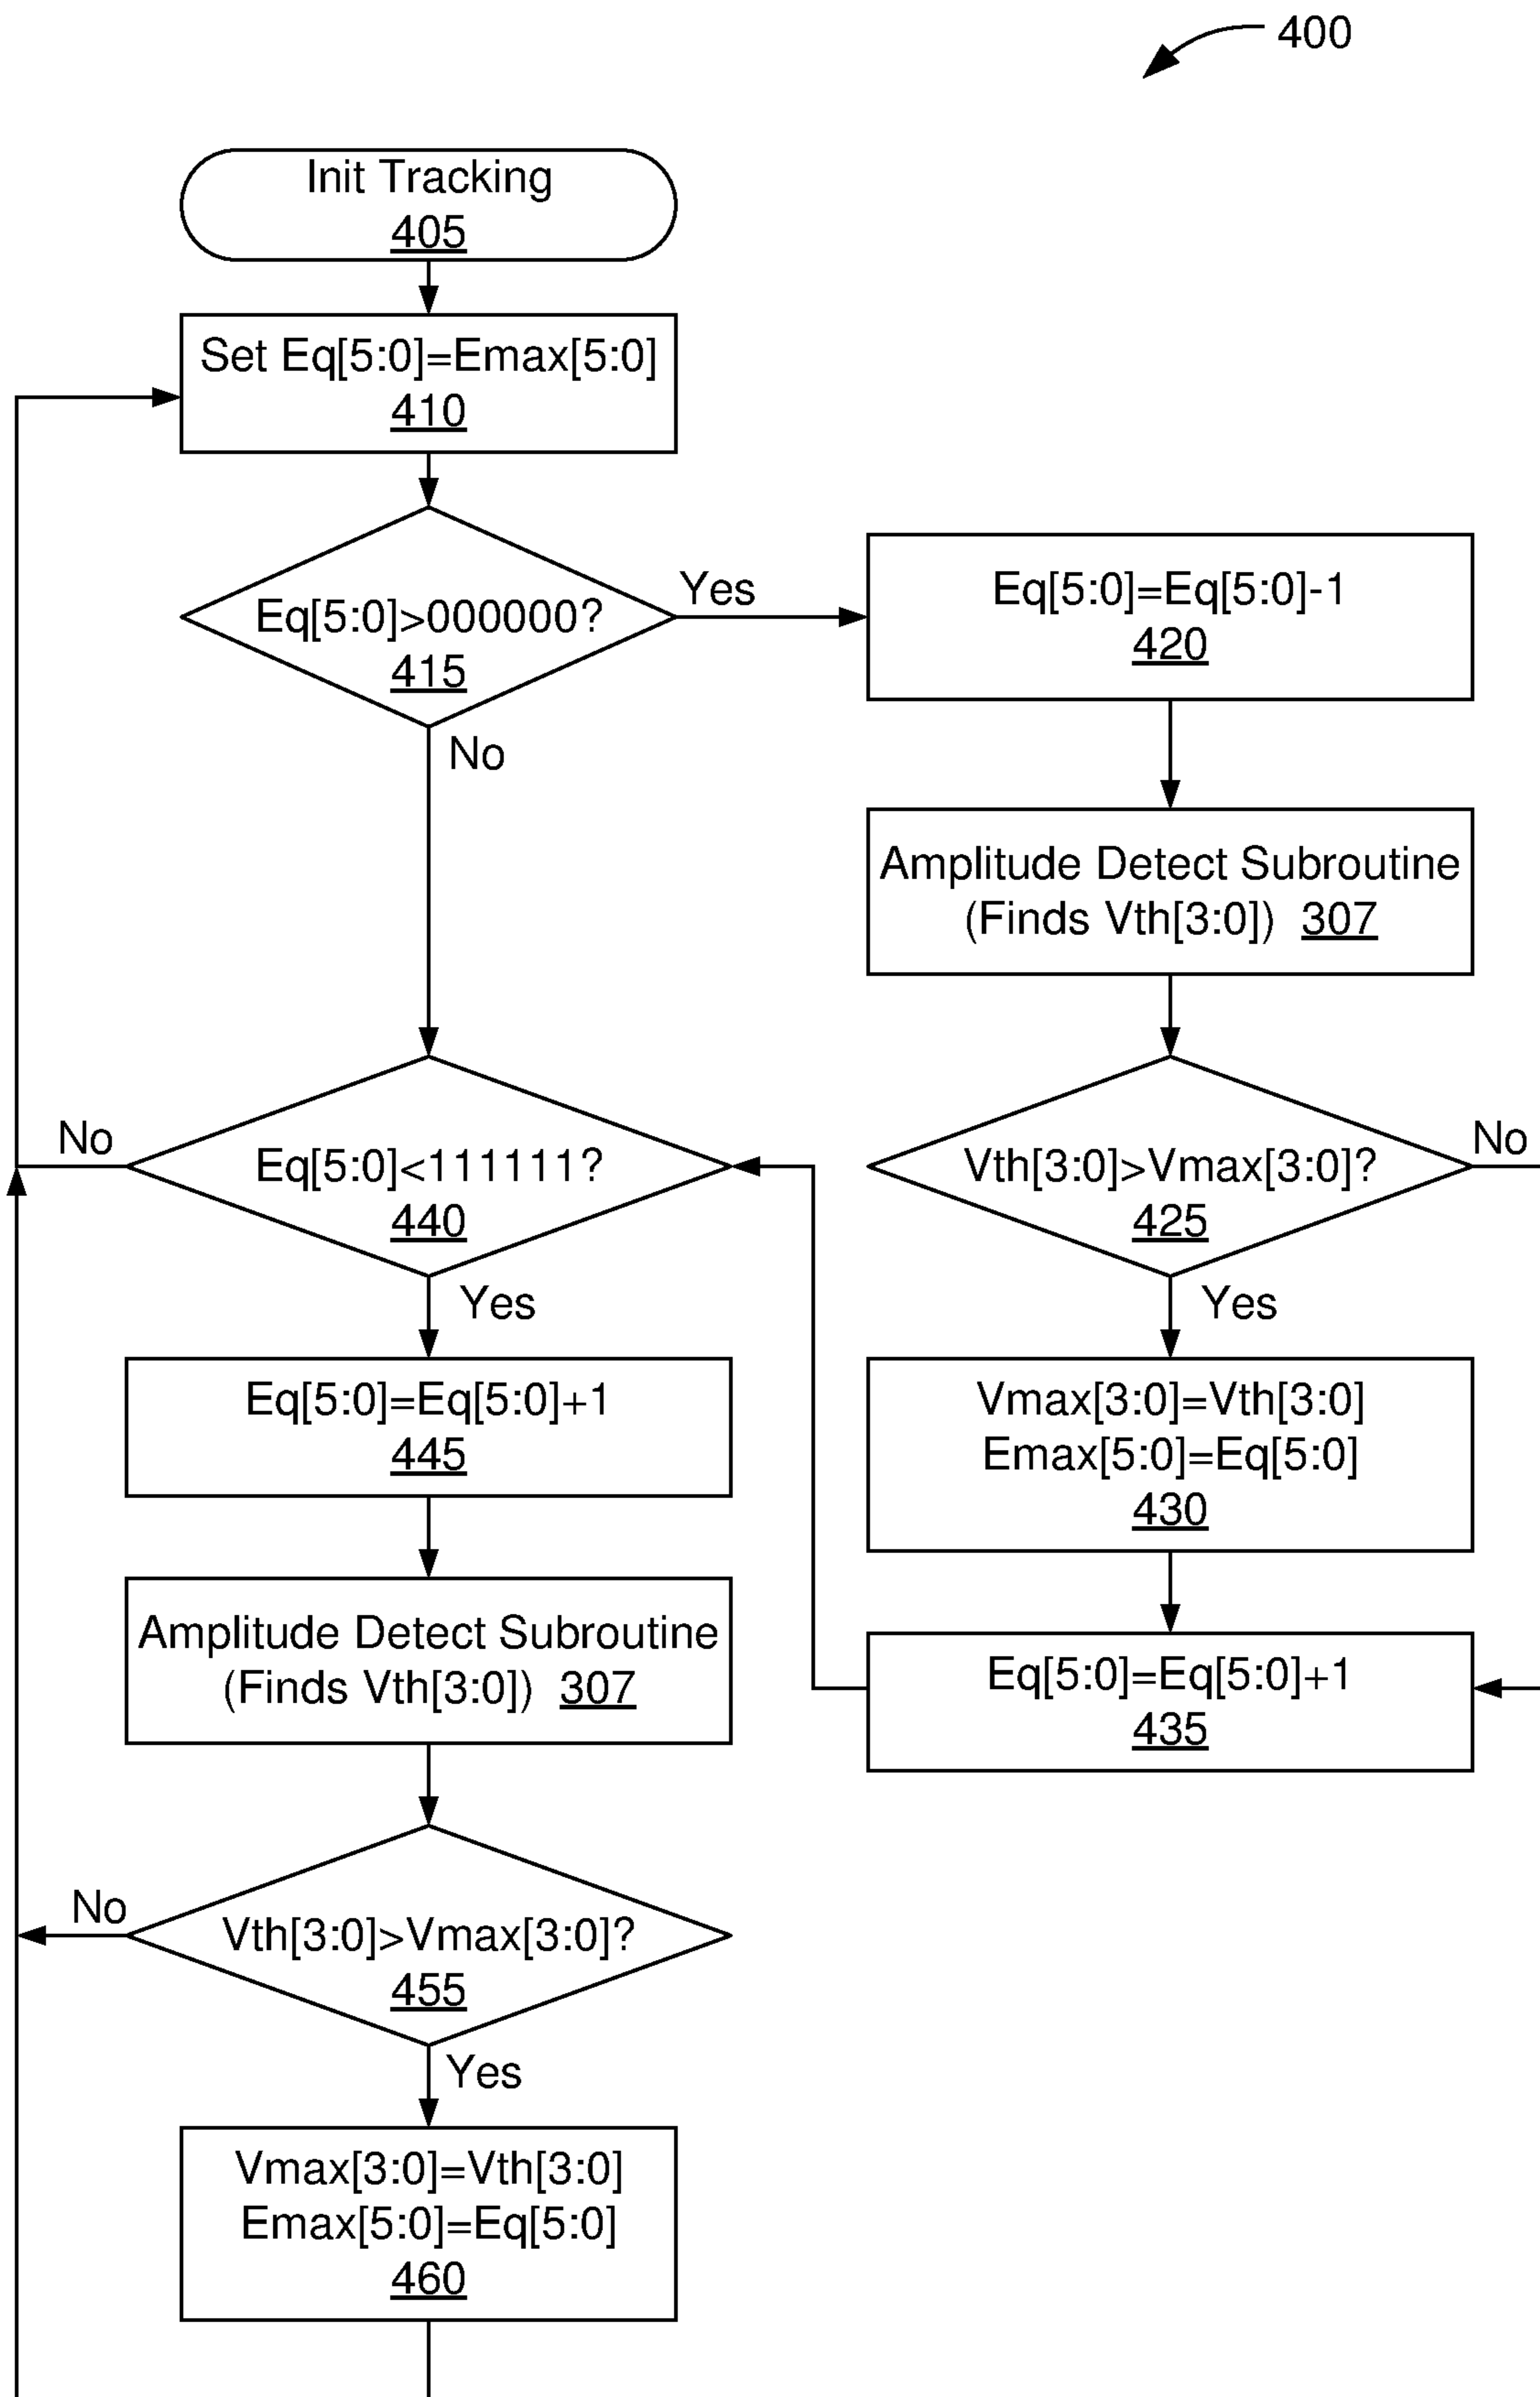 400
Init Tracking
405
Set Eq[5:0]=Emax[5:0]
410
Eq[5:0]>000000?
415
Yes
No
Eq[5:0]=Eq[5:0]-1
420
Amplitude Detect Subroutine
(Finds Vth[3:0]) 307
Vth[3:0]>Vmax[3:0]?
425
No
Yes
Vmax[3:0]=Vth[3:0]
Emax[5:0]=Eq[5:0]
430
Eq[5:0]=Eq[5:0]+1
435
Eq[5:0]<111111?
440
No
Yes
Eq[5:0]=Eq[5:0]+1
445
Amplitude Detect Subroutine
(Finds Vth[3:0]) 307
Vth[3:0]>Vmax[3:0]?
455
No
Yes
Vmax[3:0]=Vth[3:0]
Emax[5:0]=Eq[5:0]
460